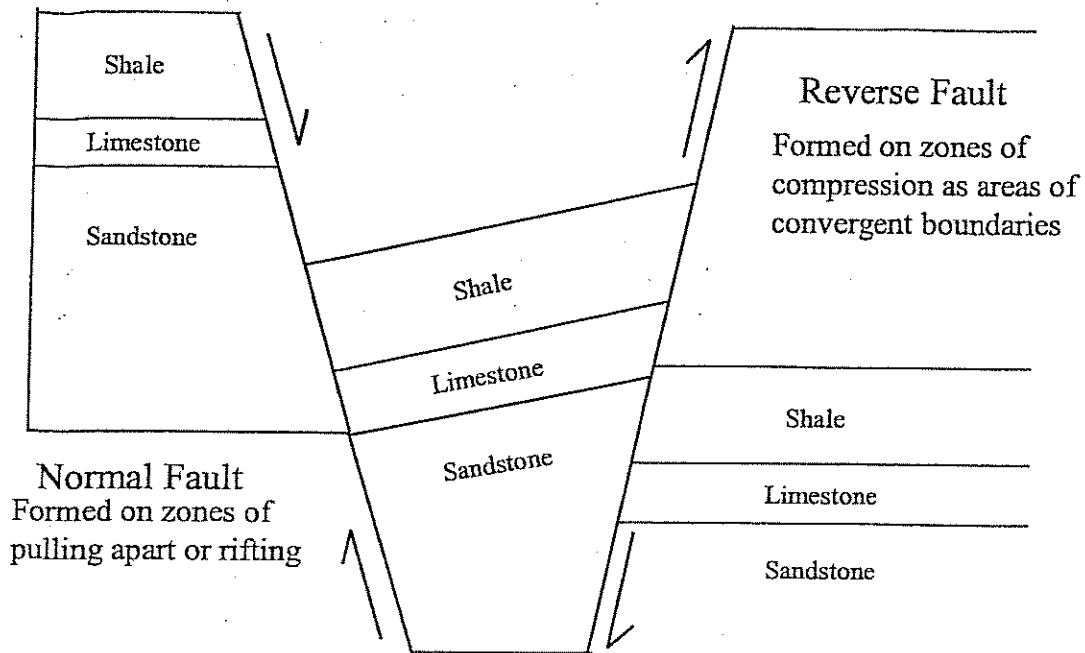 Shale
Limestone
Sandstone
Normal Fault
Formed on zones of
pulling apart or rifting
Shale
Limestone
Sandstone
Reverse Fault
Formed on zones of
compression as areas of
convergent boundaries
Shale
Limestone
Sandstone